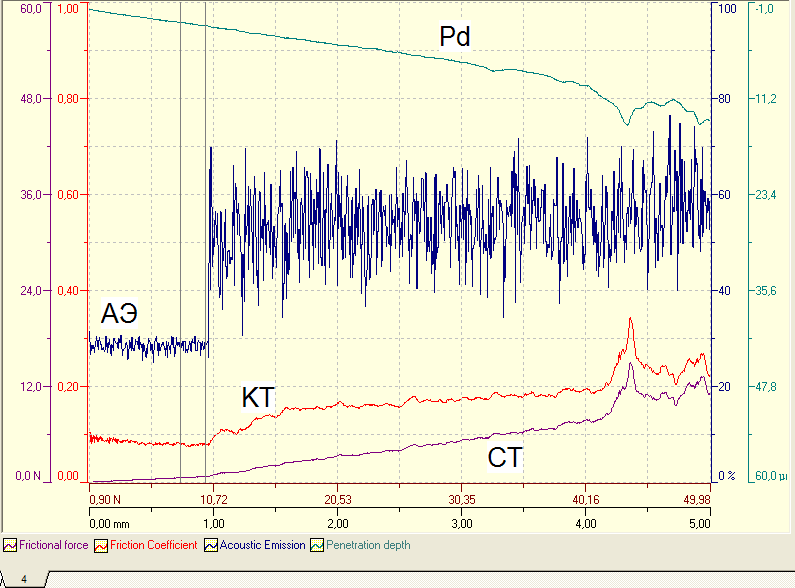 60,0 1,00 100 -1,0
Pd
48,0 0,80 80 11,2
36,0 0,60 60 23,4
24,0 0,40 40 35,6
АЭ
12,0 0,20 20 47,8
КТ
СТ
0,0 N 0,00 0 % 60,0 µ
0,90 N 10,72 20,53 30,35 40,16 49,98
0,00 mm 1,00 2,00 3,00 4,00 5,00
Frictional force Friction Coefficient Acoustic Emission Penetration depth
4